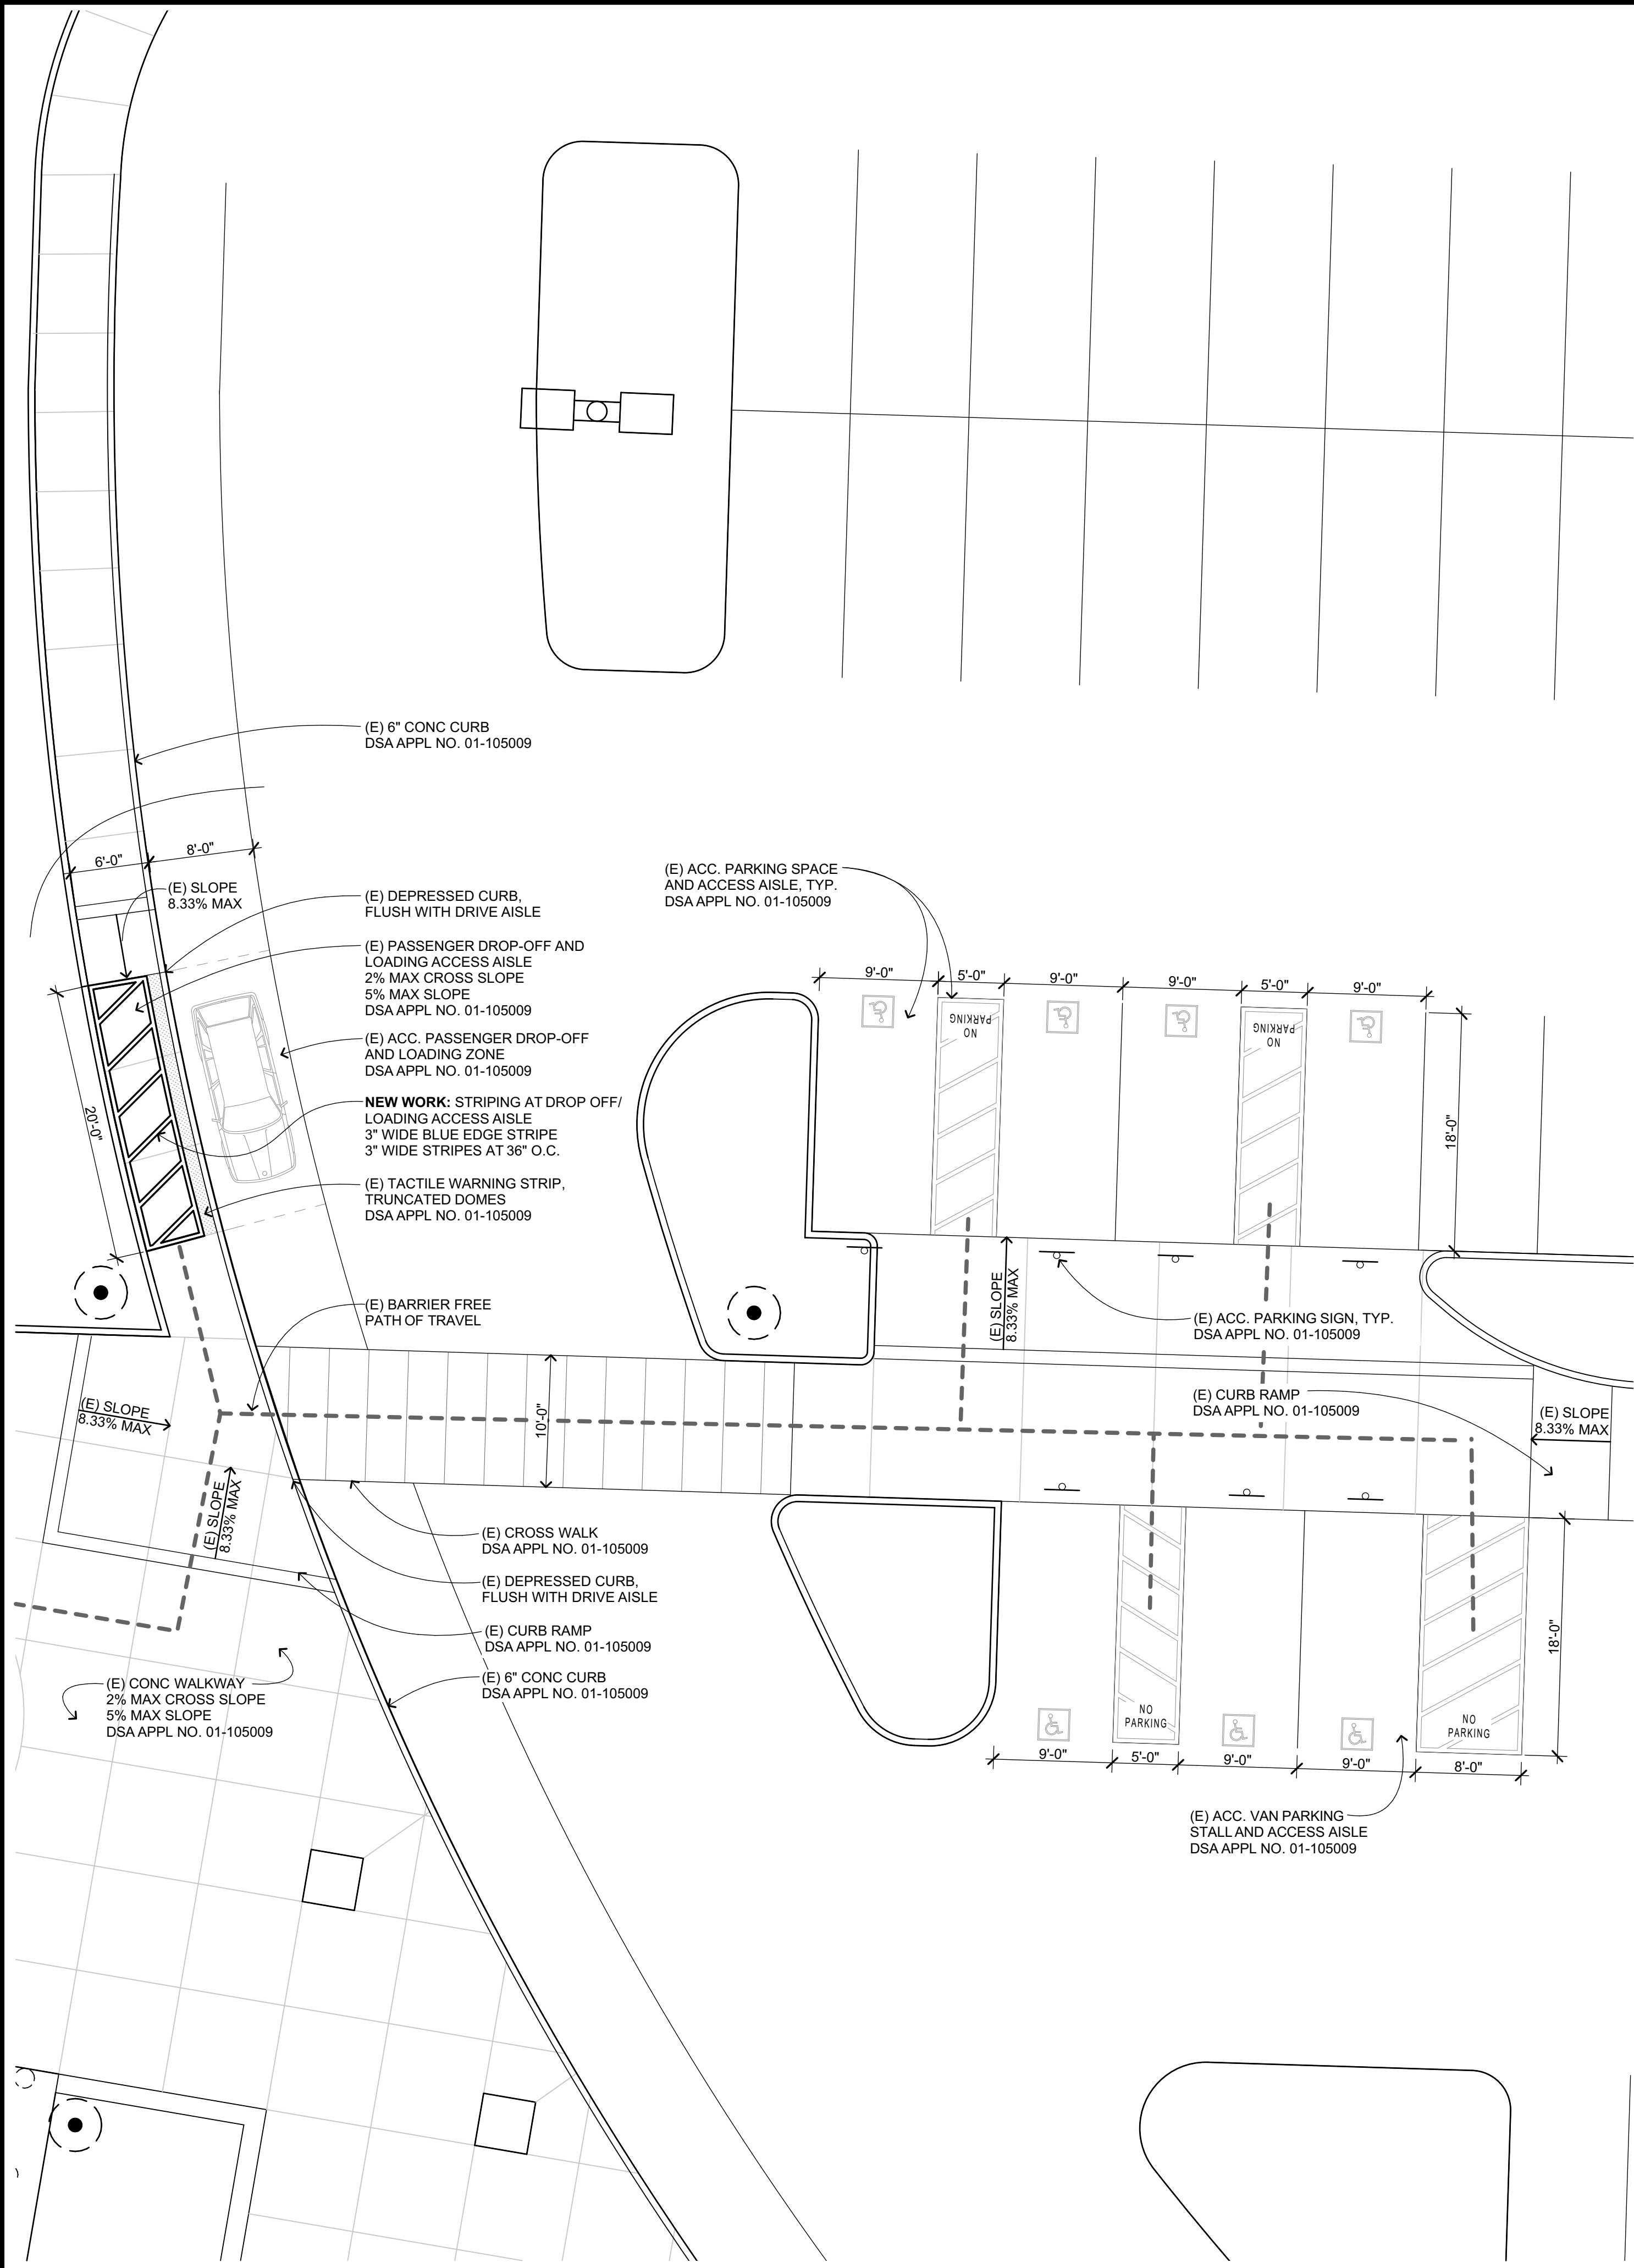 (E) 6" CONC CURB
DSA APPL NO. 01-105009
6'-0"
8'-0"
(E) SLOPE
8.33% MAX
(E) DEPRESSED CURB,
FLUSH WITH DRIVE AISLE
(E) PASSENGER DROP-OFF AND
LOADING ACCESS AISLE
2% MAX CROSS SLOPE
5% MAX SLOPE
DSA APPL NO. 01-105009
(E) ACC. PASSENGER DROP-OFF
AND LOADING ZONE
DSA APPL NO. 01-105009
NEW WORK: STRIPING AT DROP OFF/
LOADING ACCESS AISLE
3" WIDE BLUE EDGE STRIPE
3" WIDE STRIPES AT 36" O.C.
20'-0"
(E) TACTILE WARNING STRIP,
TRUNCATED DOMES
DSA APPL NO. 01-105009
(E) BARRIER FREE
PATH OF TRAVEL
(E) ACC. PARKING SPACE
AND ACCESS AISLE, TYP.
DSA APPL NO. 01-105009
9'-0"
5'-0"
9'-0"
9'-0"
5'-0"
9'-0"
NO
PARKING
NO
PARKING
18'-0"
(E) SLOPE
8.33% MAX
(E) ACC. PARKING SIGN, TYP.
DSA APPL NO. 01-105009
(E) CURB RAMP
DSA APPL NO. 01-105009
(E) SLOPE
8.33% MAX
(E) SLOPE
8.33% MAX
10'-0"
(E) SLOPE
8.33% MAX
(E) CROSS WALK
DSA APPL NO. 01-105009
(E) DEPRESSED CURB,
FLUSH WITH DRIVE AISLE
(E) CURB RAMP
DSA APPL NO. 01-105009
(E) 6" CONC CURB
DSA APPL NO. 01-105009
(E) CONC WALKWAY
2% MAX CROSS SLOPE
5% MAX SLOPE
DSA APPL NO. 01-105009
18'-0"
NO
PARKING
NO
PARKING
9'-0"
5'-0"
9'-0"
9'-0"
8'-0"
(E) ACC. VAN PARKING
STALL AND ACCESS AISLE
DSA APPL NO. 01-105009